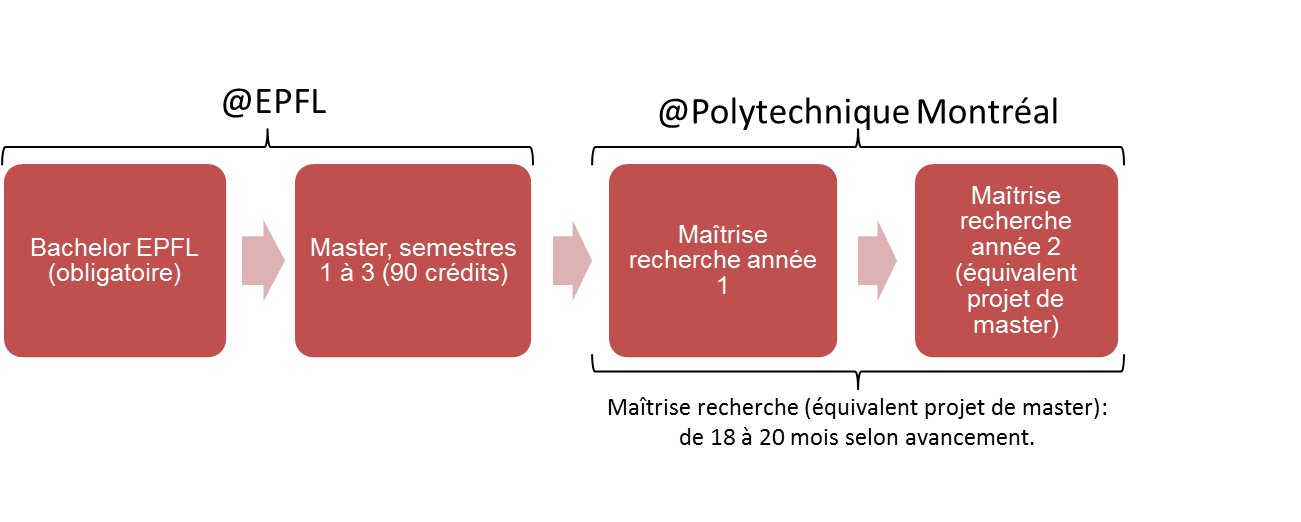 @EPFL
@Polytechnique Montréal
Bachelor EPFL
(obligatoire)
Master, semestres
1 à 3 (90 crédits)
Maîtrise
recherche année
1
Maîtrise
recherche
année 2
(équivalent
projet de
master)
Maîtrise recherche (équivalent projet de master):
de 18 à 20 mois selon avancement.